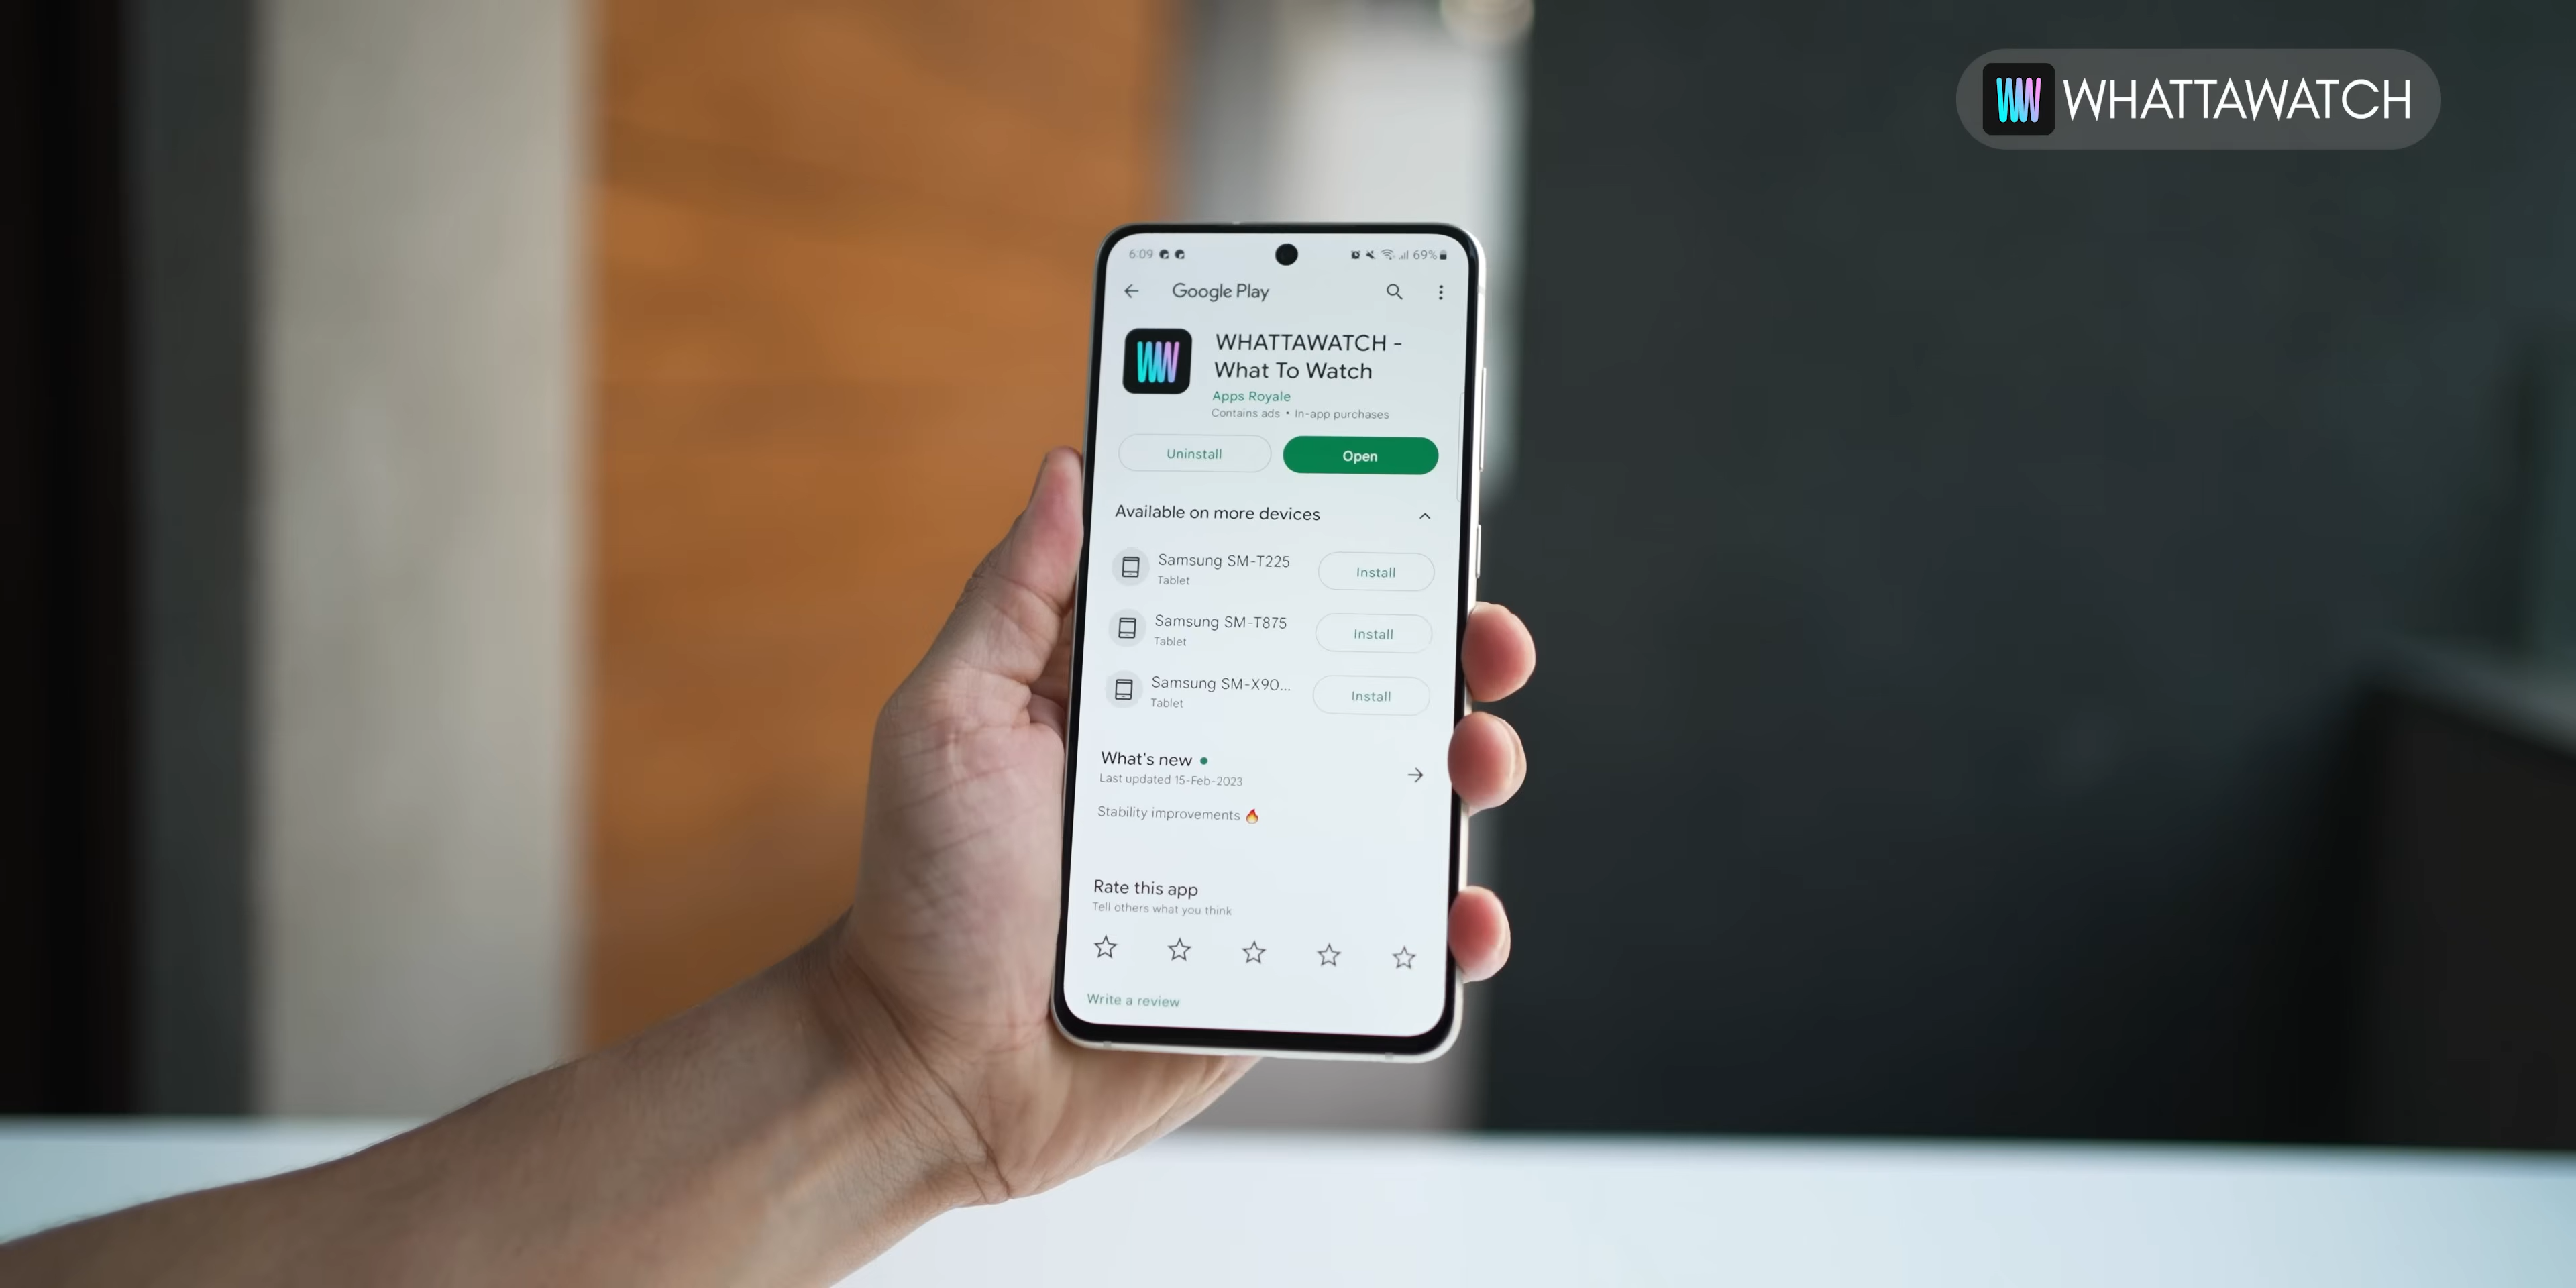 WHATTAWATCH
6:09
69%
Google Play
WHATTAWATCH -
What To Watch
Apps Royale
Contains ads • In-app purchases
Uninstall
Open
Available on more devices
Samsung SM-T225
Tablet
Install
Samsung SM-T875
Tablet
Install
Samsung SM-X90...
Tablet
Install
What's new
Last updated 15-Feb-2023
Stability improvements 🔥
Rate this app
Tell others what you think
Write a review